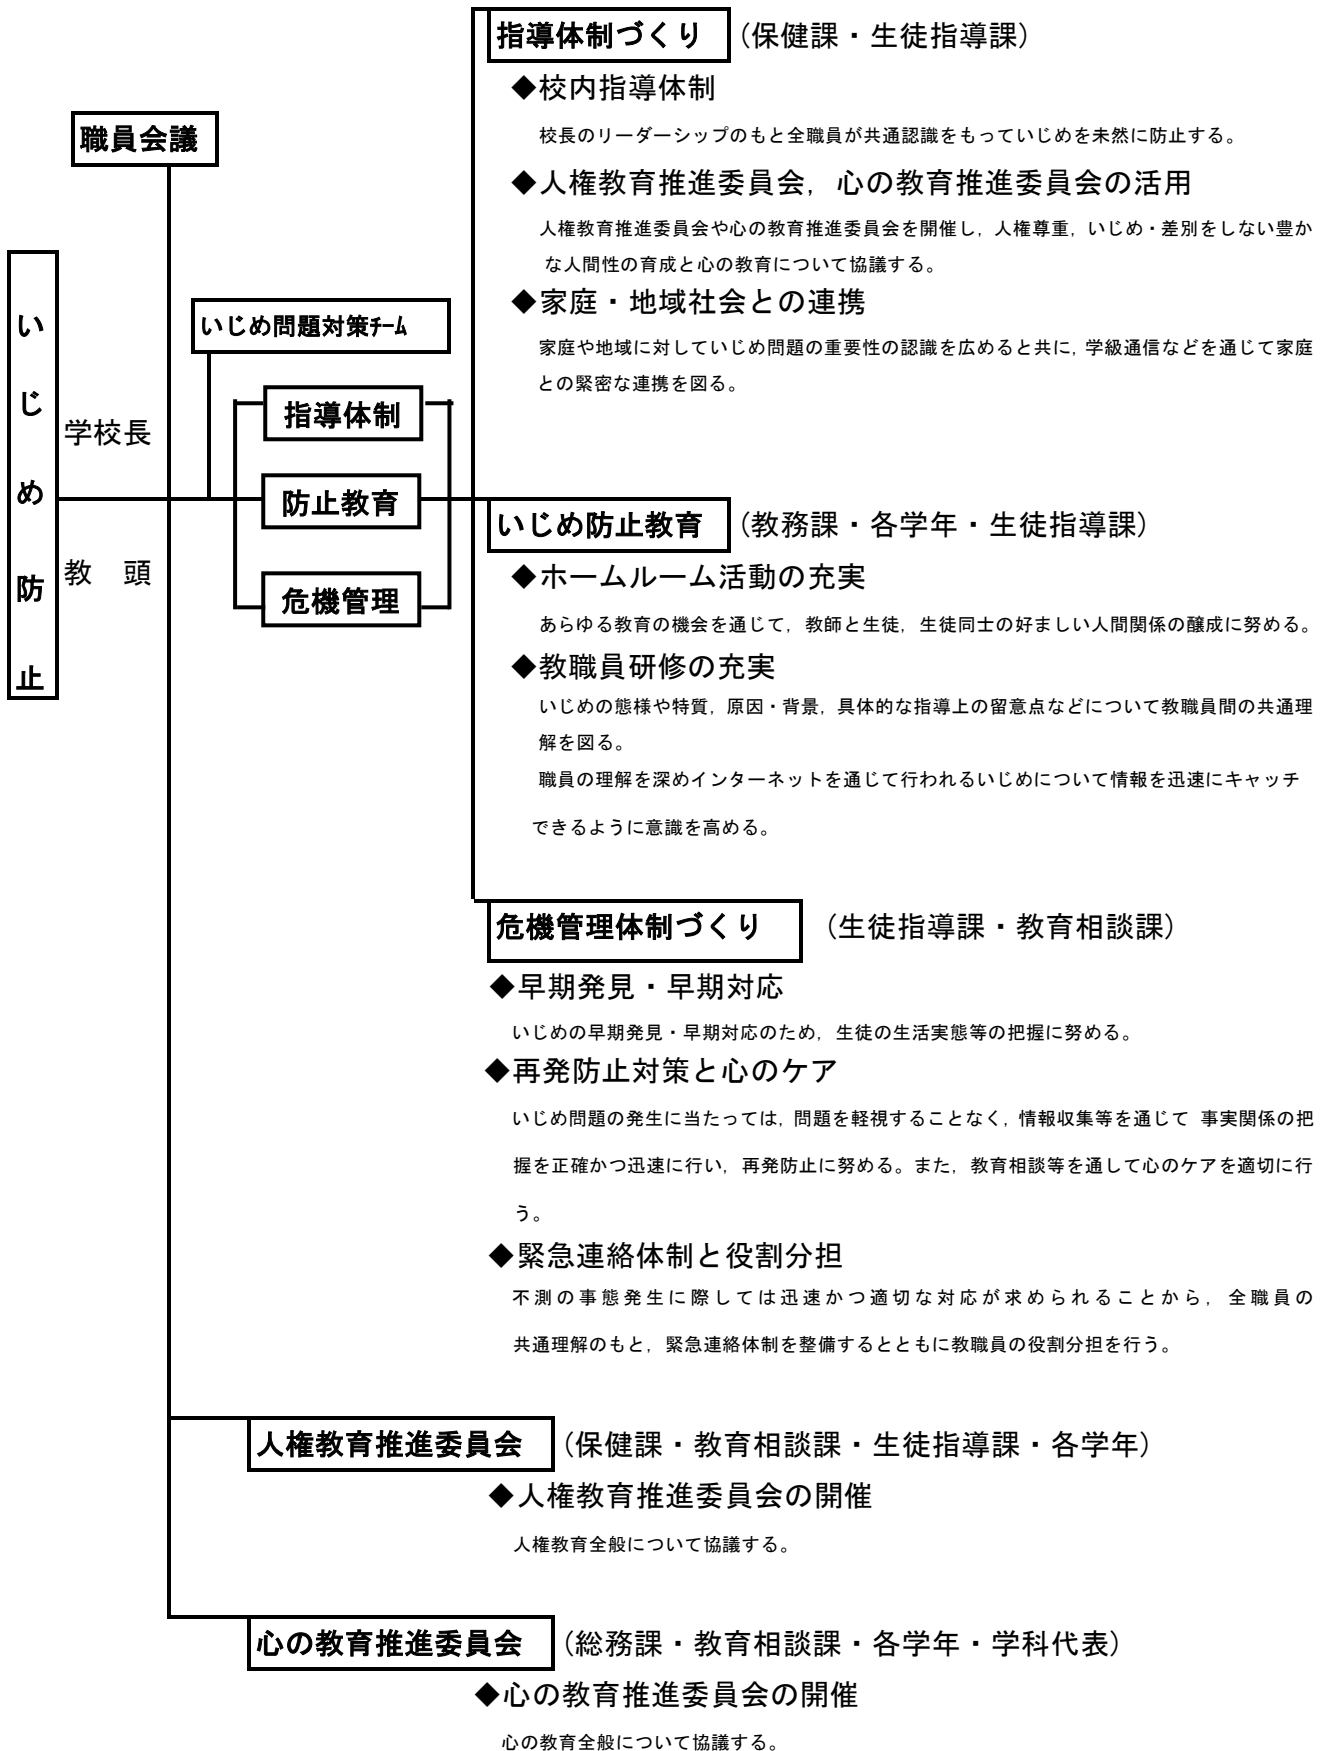 指導体制づくり (保健課・生徒指導課)
◆校内指導体制
校長のリーダーシップのもと全職員が共通認識をもっていじめを未然に防止する。
職員会議
◆人権教育推進委員会，心の教育推進委員会の活用
人権教育推進委員会や心の教育推進委員会を開催し，人権尊重，いじめ・差別をしない豊か
な人間性の育成と心の教育について協議する。
◆家庭・地域社会との連携
家庭や地域に対していじめ問題の重要性の認識を広めると共に，学級通信などを通じて家庭
との緊密な連携を図る。
いじめ防止
学校長
教　頭
いじめ問題対策ﾁｰﾑ
指導体制
防止教育
危機管理
いじめ防止教育 (教務課・各学年・生徒指導課)
◆ホームルーム活動の充実
あらゆる教育の機会を通じて，教師と生徒，生徒同士の好ましい人間関係の醸成に努める。
◆教職員研修の充実
いじめの態様や特質，原因・背景，具体的な指導上の留意点などについて教職員間の共通理
解を図る。
職員の理解を深めインターネットを通じて行われるいじめについて情報を迅速にキャッチ
できるように意識を高める。
危機管理体制づくり (生徒指導課・教育相談課)
◆早期発見・早期対応
いじめの早期発見・早期対応のため，生徒の生活実態等の把握に努める。
◆再発防止対策と心のケア
いじめ問題の発生に当たっては，問題を軽視することなく，情報収集等を通じて 事実関係の把
握を正確かつ迅速に行い，再発防止に努める。また，教育相談等を通して心のケアを適切に行
う。
◆緊急連絡体制と役割分担
不測の事態発生に際しては迅速かつ適切な対応が求められることから，全職員の
共通理解のもと，緊急連絡体制を整備するとともに教職員の役割分担を行う。
人権教育推進委員会 (保健課・教育相談課・生徒指導課・各学年)
◆人権教育推進委員会の開催
人権教育全般について協議する。
心の教育推進委員会 (総務課・教育相談課・各学年・学科代表)
◆心の教育推進委員会の開催
心の教育全般について協議する。